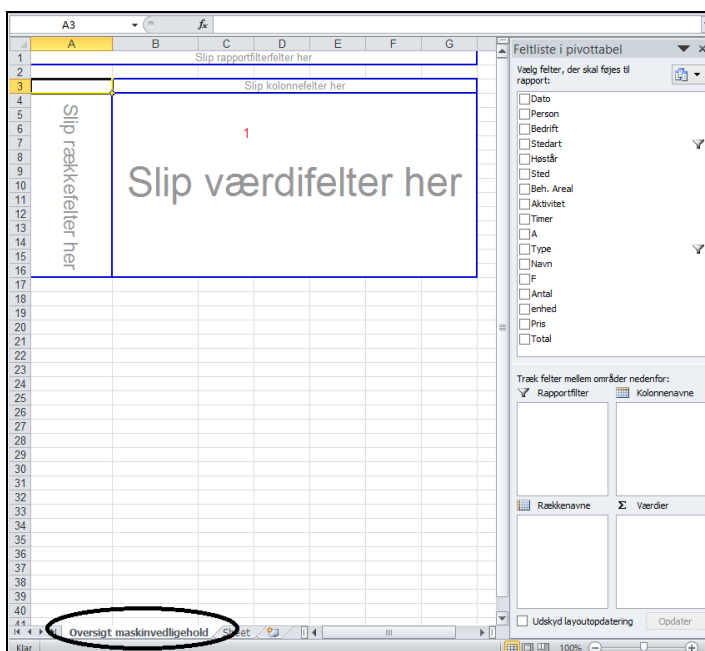 A3
fx
A B C D E F G
1 Slip rapportfilterfelter her
2
3 Slip kolonnefelter her
4
5
6
7
8
9
10
11
12
13
14
15
16
Slip rækkefelter her
1
Slip værdifelter her
17
18
19
20
21
22
23
24
25
26
27
28
29
30
31
32
33
34
35
36
37
38
39
40
41
Oversigt maskinvedligehold
Klar
100%
Feltliste i pivottabel
Vælg felter, der skal føjes til
rapport:
Dato
Person
Bedrift
Stedart
Høstår
Sted
Beh. Areal
Aktivitet
Timer
A
Type
Navn
F
Antal
enhed
Pris
Total
Træk felter mellem områder nedenfor:
Rapportfilter Kolonnenavne
Rækkenavne Σ Værdier
Udskyd layoutopdatering Opdater